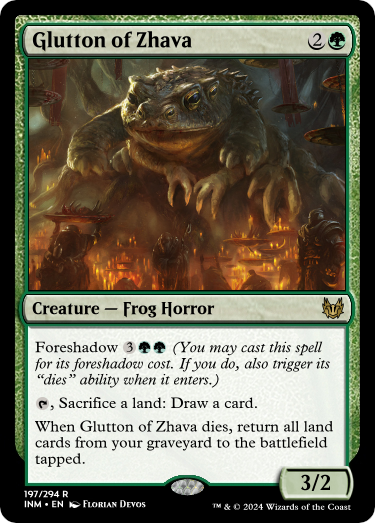 Glutton of Zhava 2
Creature — Frog Horror
Foreshadow 3 (You may cast this spell
for its foreshadow cost. If you do, also trigger its
“dies” ability when it enters.)
, Sacrifice a land: Draw a card.
When Glutton of Zhava dies, return all land
cards from your graveyard to the battlefield
tapped.
3/2
197/294 R
INM • EN Florian Devos
™ & © 2024 Wizards of the Coast